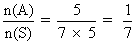 n(A)/n(S) = 5/(7 × 5) = 1/7